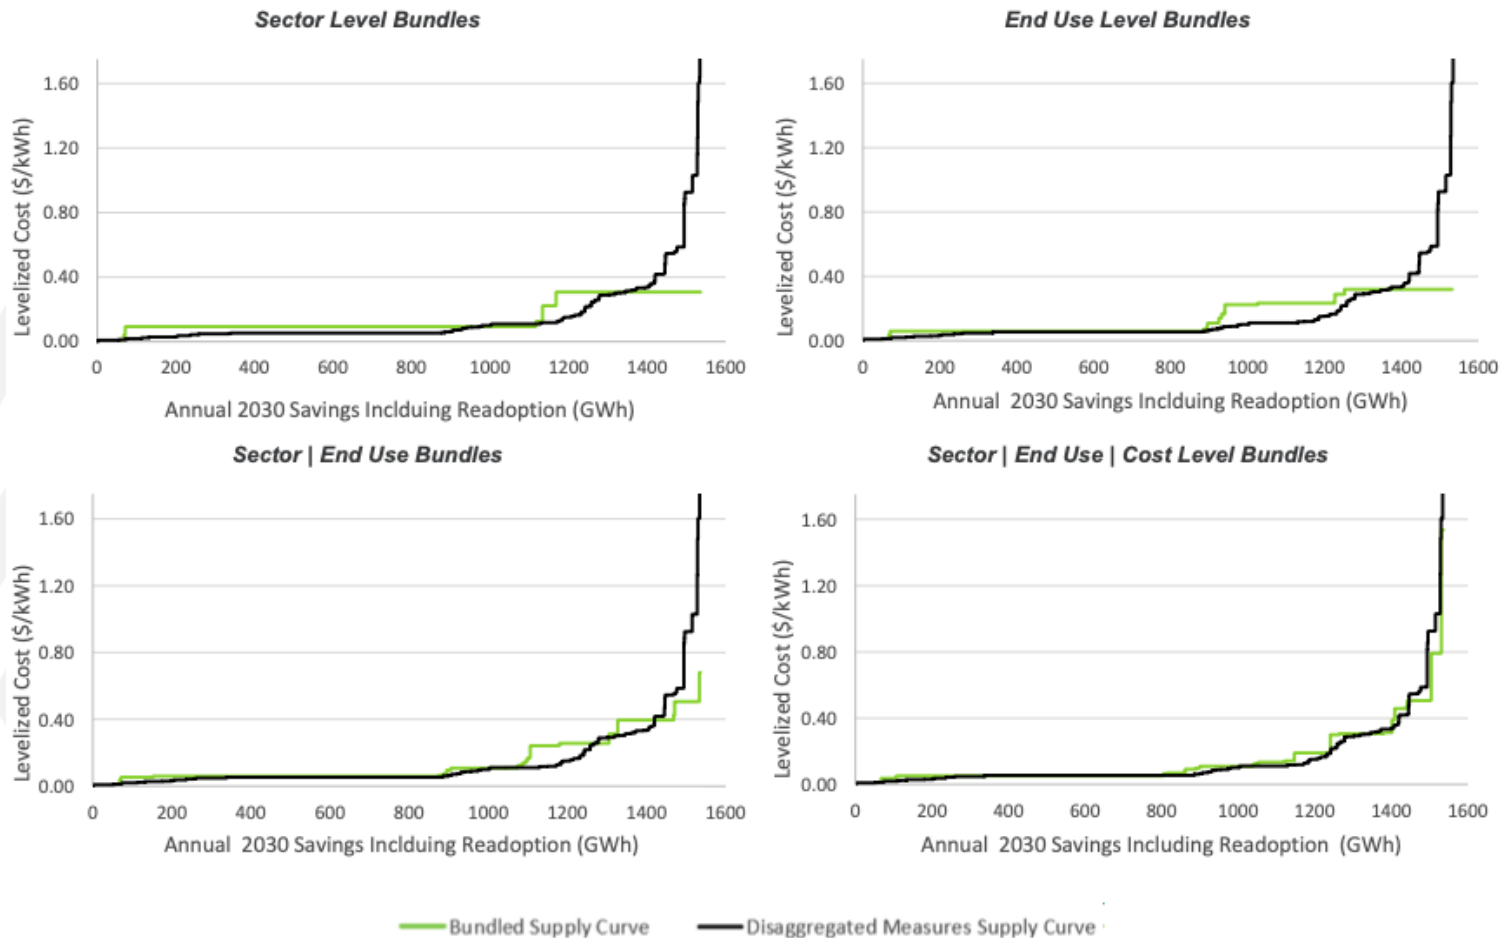 Sector Level Bundles
Levelized Cost ($/kWh)
1.60
1.20
0.80
0.40
0.00
0 200 400 600 800 1000 1200 1400 1600
Annual 2030 Savings Inclduing Readoption (GWh)
End Use Level Bundles
Levelized Cost ($/kWh)
1.60
1.20
0.80
0.40
0.00
0 200 400 600 800 1000 1200 1400 1600
Annual 2030 Savings Inclduing Readoption (GWh)
Sector | End Use Bundles
Levelized Cost ($/kWh)
1.60
1.20
0.80
0.40
0.00
0 200 400 600 800 1000 1200 1400 1600
Annual 2030 Savings Inclduing Readoption (GWh)
Sector | End Use | Cost Level Bundles
Levelized Cost ($/kWh)
1.60
1.20
0.80
0.40
0.00
0 200 400 600 800 1000 1200 1400 1600
Annual 2030 Savings Including Readoption (GWh)
Bundled Supply Curve Disaggregated Measures Supply Curve